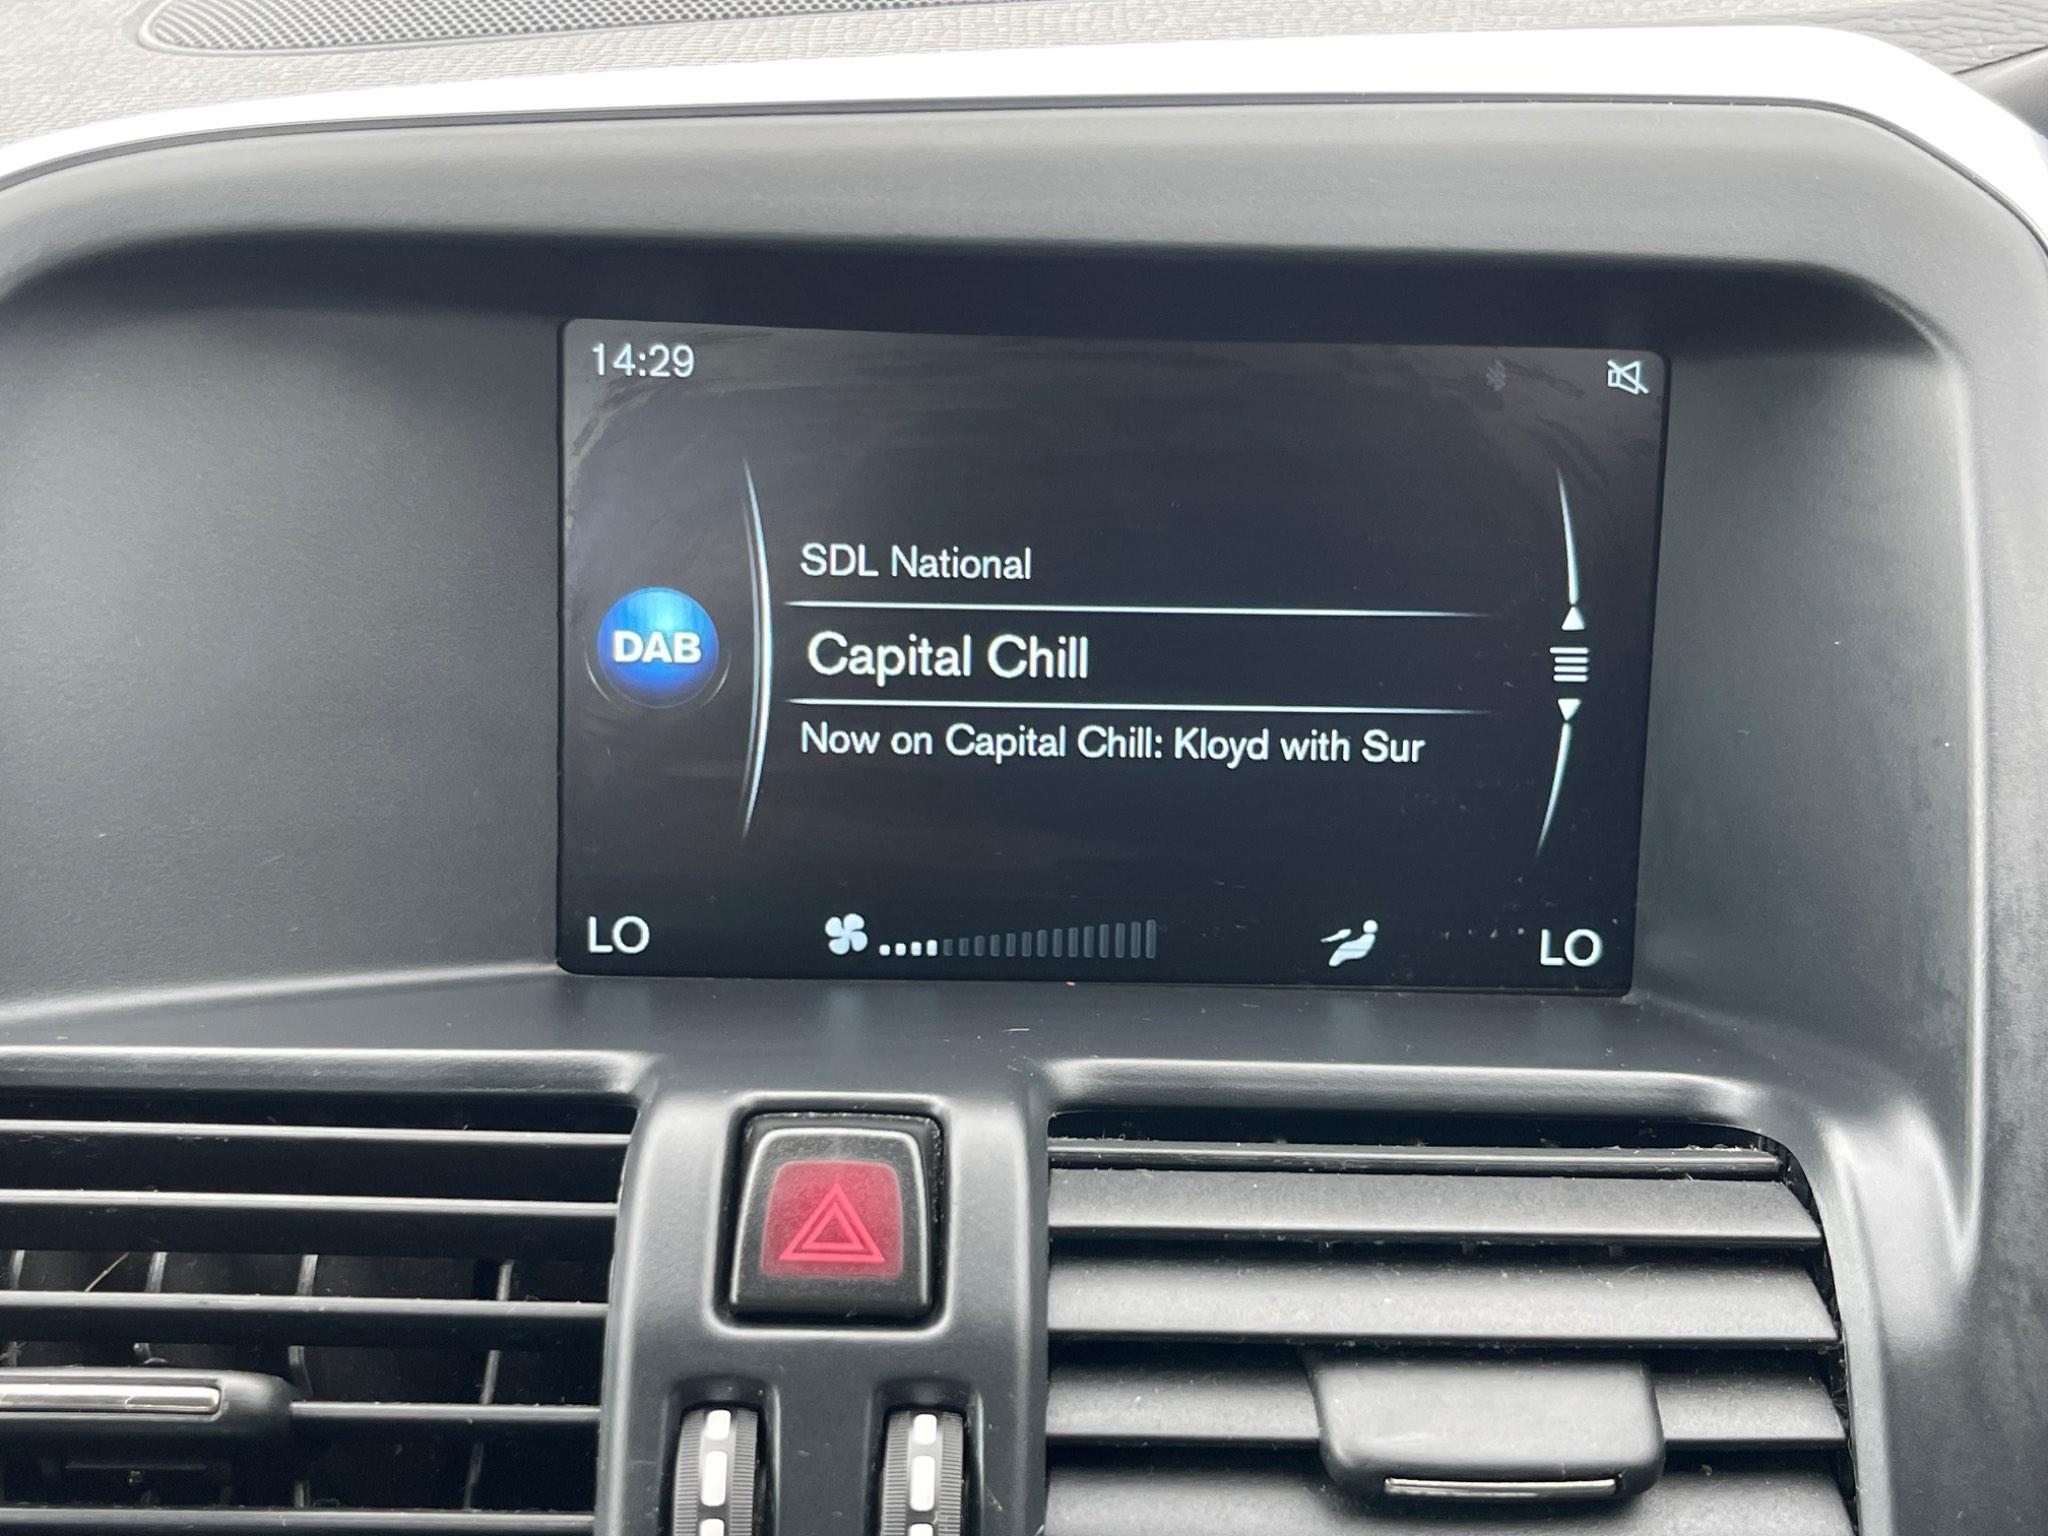 14:29
SDL National
DAB
Capital Chill
Now on Capital Chill: Kloyd with Sur
LO
LO